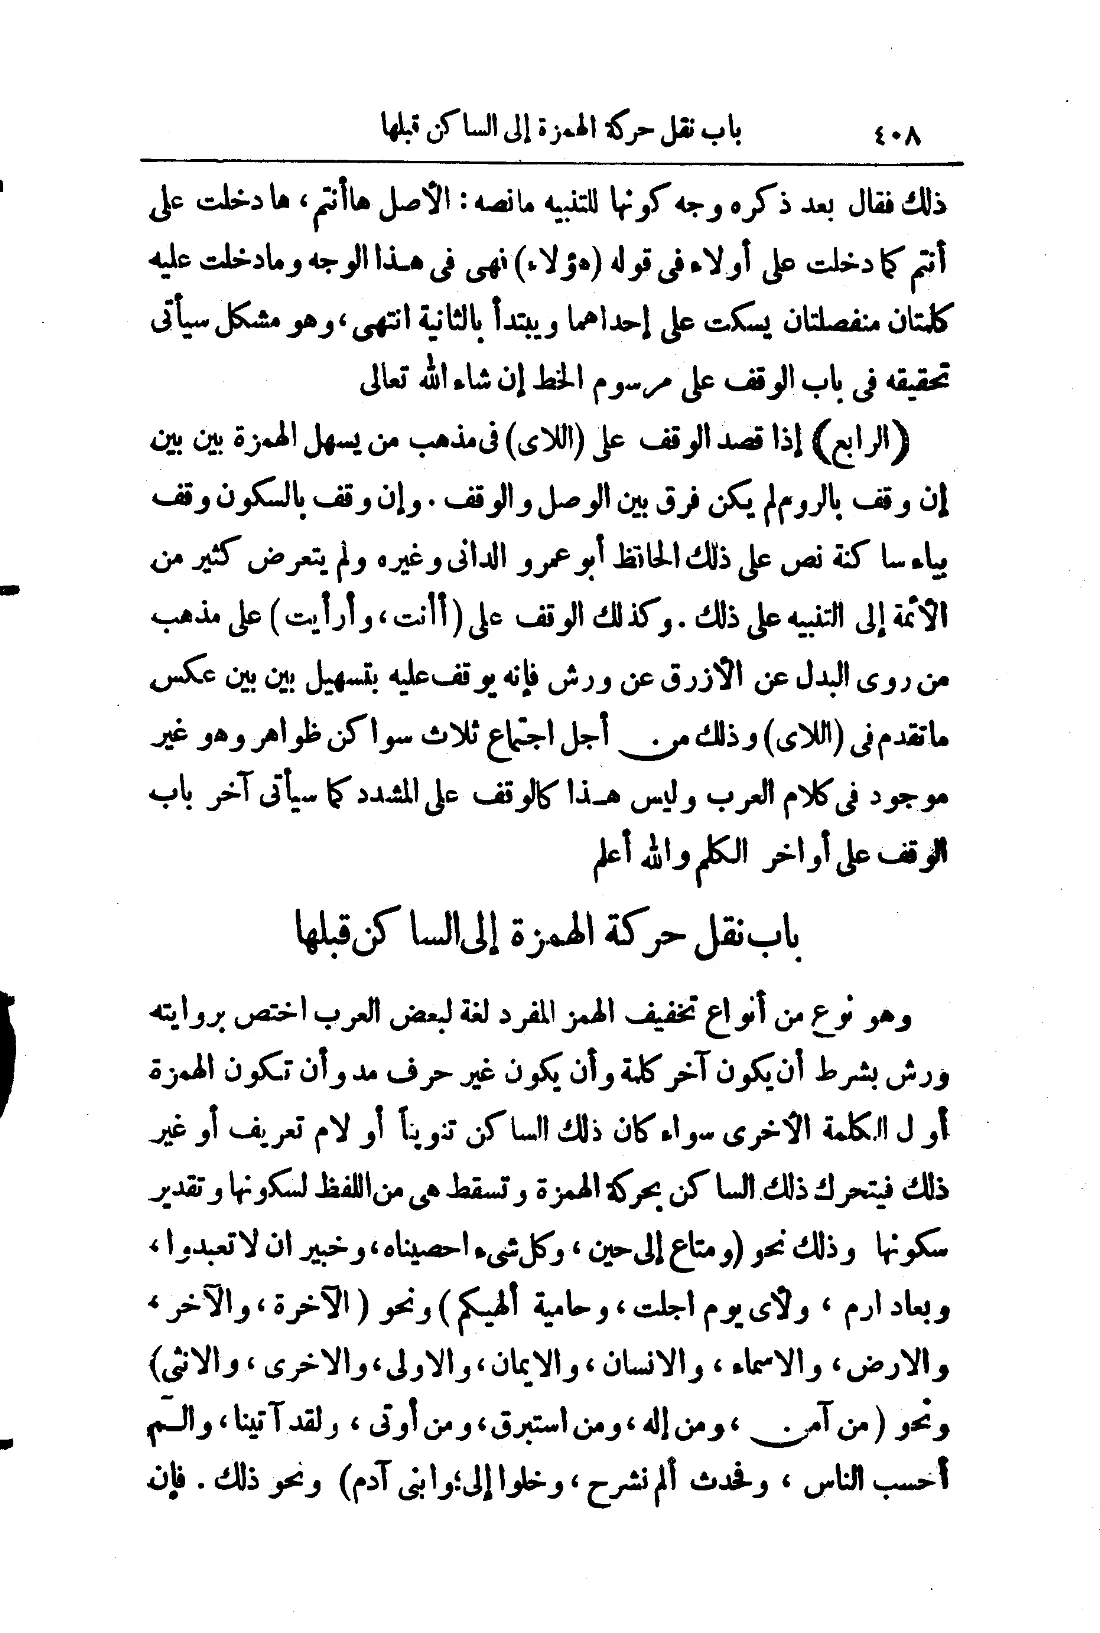 باب نقل حركة الهمزة إلى الساكن قبلها ٤٠٨
ذلك فقال بعد ذكره وجه كونها للتنبيه مانصه: الأصل هاأنتم، ها دخلت على
أنتم كما دخلت على أولاء فى قوله (هؤلاء) نهى فى هـذا الوجه ومادخلت عليه
كلمتان منفصلتان يسكت على إحداهما ويبتدأ بالثانية انتهى، وهو مشكل سيأتى
تحقيقه فى باب الوقف على مرسوم الخط إن شاء الله تعالى
(الرابع) إذا قصد الوقف على (اللاى) فى مذهب من يسهل الهمزة بين بين
إن وقف بالروم لم يكن فرق بين الوصل والوقف . وإن وقف بالسكون وقف
بياء ساكنة نص على ذلك الحافظ أبو عمرو الدانى وغيره ولم يتعرض كثير من
الأئمة إلى التنبيه على ذلك . وكذلك الوقف على (أأنت، وأرأيت) على مذهب
من روى البدل عن الأزرق عن ورش فإنه يوقف عليه بتسهيل بين بين عكس
ماتقدم فى (اللاى) وذلك من أجل اجتماع ثلاث سواكن ظواهر وهو غير
موجود فى كلام العرب وليس هـذا كالوقف على المشدد كما سيأتى آخر باب
الوقف على أواخر الكلم والله أعلم
باب نقل حركة الهمزة إلى الساكن قبلها
وهو نوع من أنواع تخفيف الهمز المفرد لغة لبعض العرب اختص بروايته
ورش بشرط أن يكون آخر كلمة وأن يكون غير حرف مد وأن تكون الهمزة
أول الكلمة الأخرى سواء كان ذلك الساكن تنويناً أو لام تعريف أو غير
ذلك فيتحرك ذلك الساكن بحركة الهمزة وتسقط هى من اللفظ لسكونها وتقدير
سكونها وذلك نحو (ومتاع إلى حين، وكل شىء احصيناه، وخبير ان لا تعبدوا،
وبعاد ارم، ولأى يوم اجلت، وحامية ألهيكم) ونحو (الآخرة، والآخر،
والارض، والاسماء، والانسان، والايمان، والاولى، والاخرى، والانثى)
ونحو (من آمن، ومن إله، ومن استبرق، ومن أوتى، ولقد آتينا، والـم
أحسب الناس، وفحدث ألم نشرح، وخلوا إلى؛ وابنى آدم) ونحو ذلك . فإن